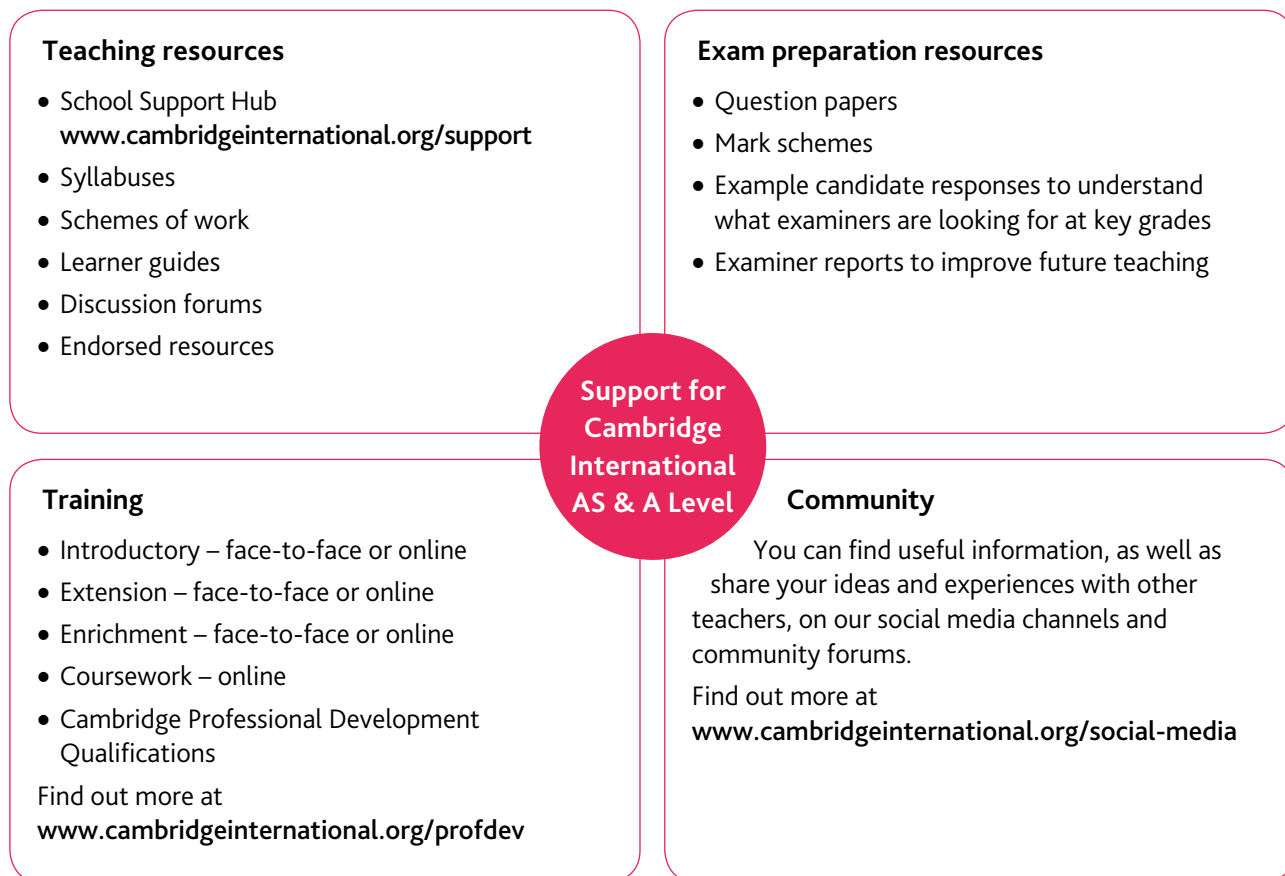 Teaching resources
• School Support Hub
www.cambridgeinternational.org/support
• Syllabuses
• Schemes of work
• Learner guides
• Discussion forums
• Endorsed resources
Exam preparation resources
• Question papers
• Mark schemes
• Example candidate responses to understand
what examiners are looking for at key grades
• Examiner reports to improve future teaching
Support for
Cambridge
International
AS & A Level
Training
• Introductory – face-to-face or online
• Extension – face-to-face or online
• Enrichment – face-to-face or online
• Coursework – online
• Cambridge Professional Development
Qualifications
Find out more at
www.cambridgeinternational.org/profdev
Community
You can find useful information, as well as
share your ideas and experiences with other
teachers, on our social media channels and
community forums.
Find out more at
www.cambridgeinternational.org/social-media